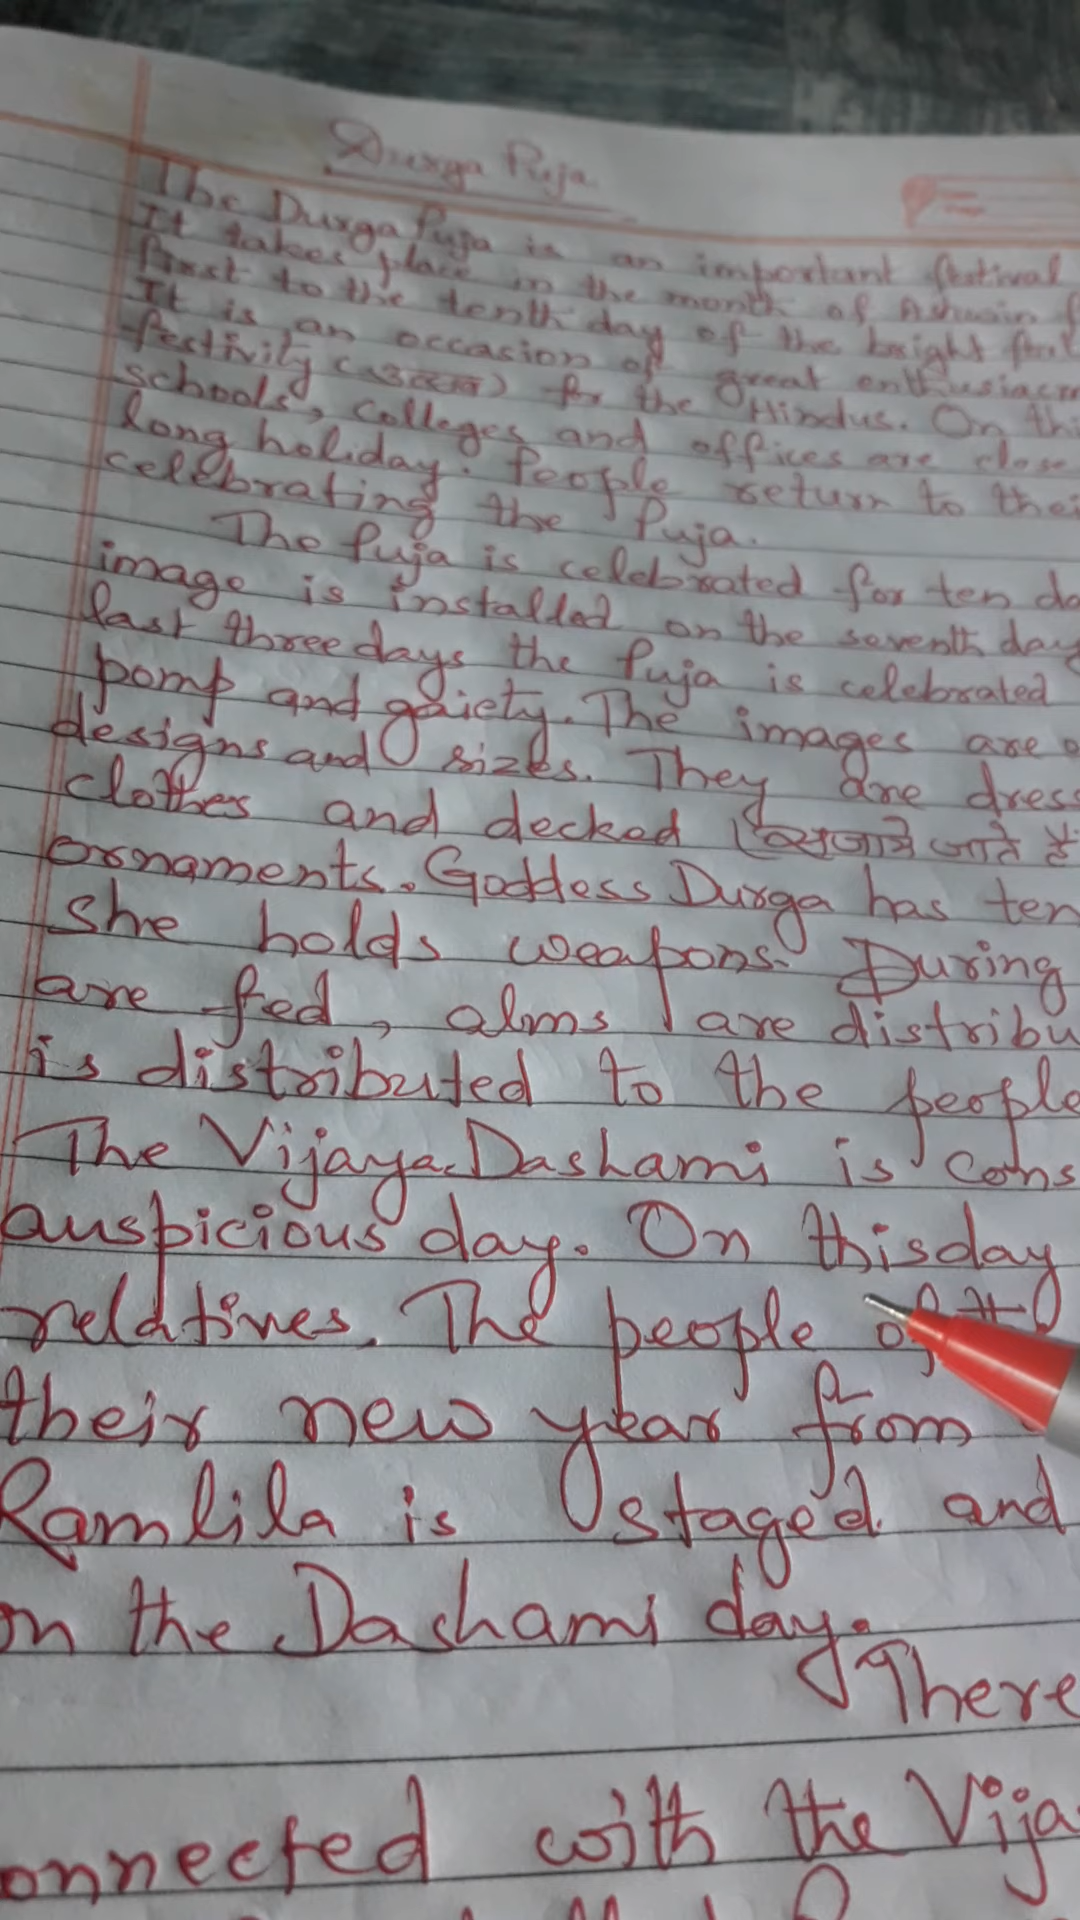 Durga Puja
The Durga Puja is an important festival
It takes place in the month of Ashwin
first to the tenth day of the bright
It is an occasion of great enthusiasm
festivity (उत्सव) for the Hindus. On
schools, colleges and offices are close
long holiday. People return to thei
celebrating the Puja.
The Puja is celebrated for ten da
image is installed on the seventh day
last three days the Puja is celebrated
pomp and gaiety. The images are
designs and sizes. They are dress
clothes and decked (सजाये जाते है
ornaments. Goddess Durga has ten
She holds weapons. During
are fed, alms are distribu
is distributed to the people
The Vijaya Dashami is cons
auspicious day. On thisday
relatives. The people of
their new year from
Ramlila is staged and
on the Dashami day.
There
onnected with the Vija